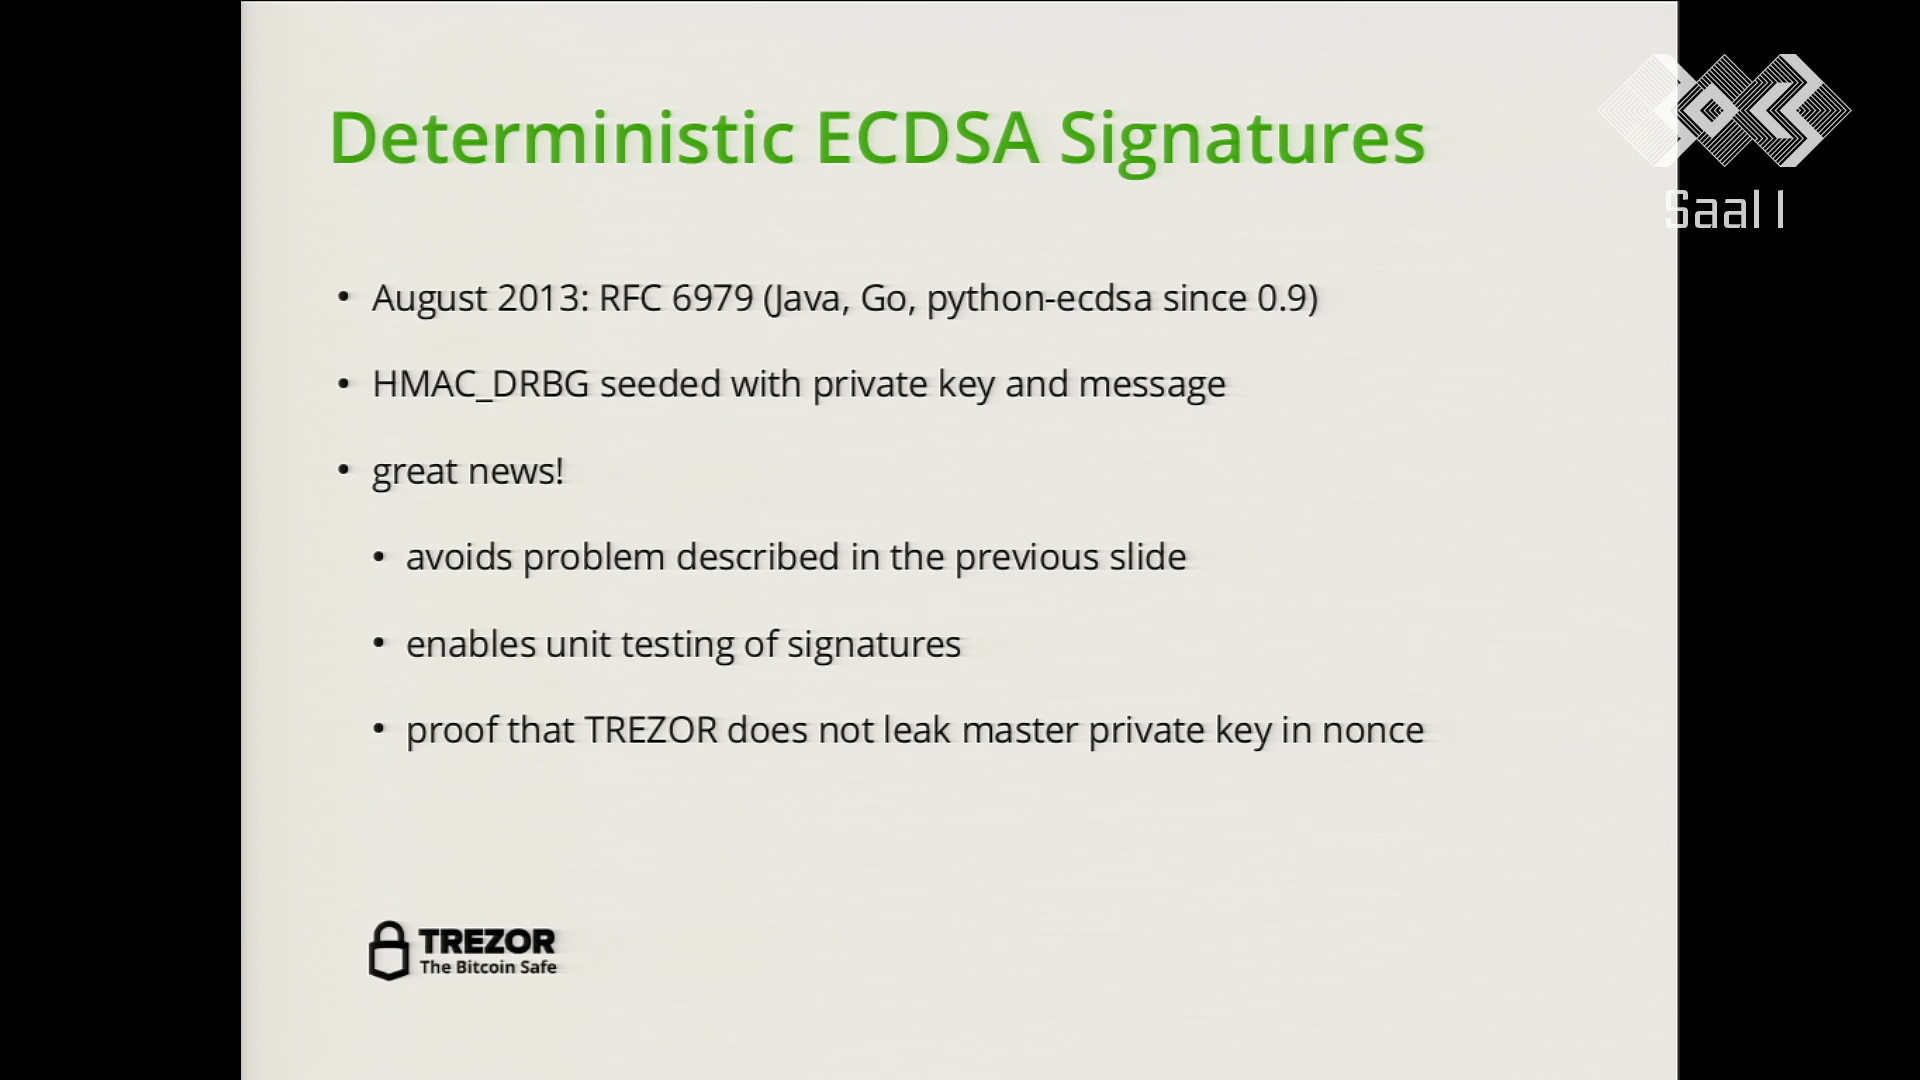 Deterministic ECDSA Signatures
Saal 1
• August 2013: RFC 6979 (Java, Go, python-ecdsa since 0.9)
• HMAC_DRBG seeded with private key and message
• great news!
• avoids problem described in the previous slide
• enables unit testing of signatures
• proof that TREZOR does not leak master private key in nonce
TREZOR
The Bitcoin Safe